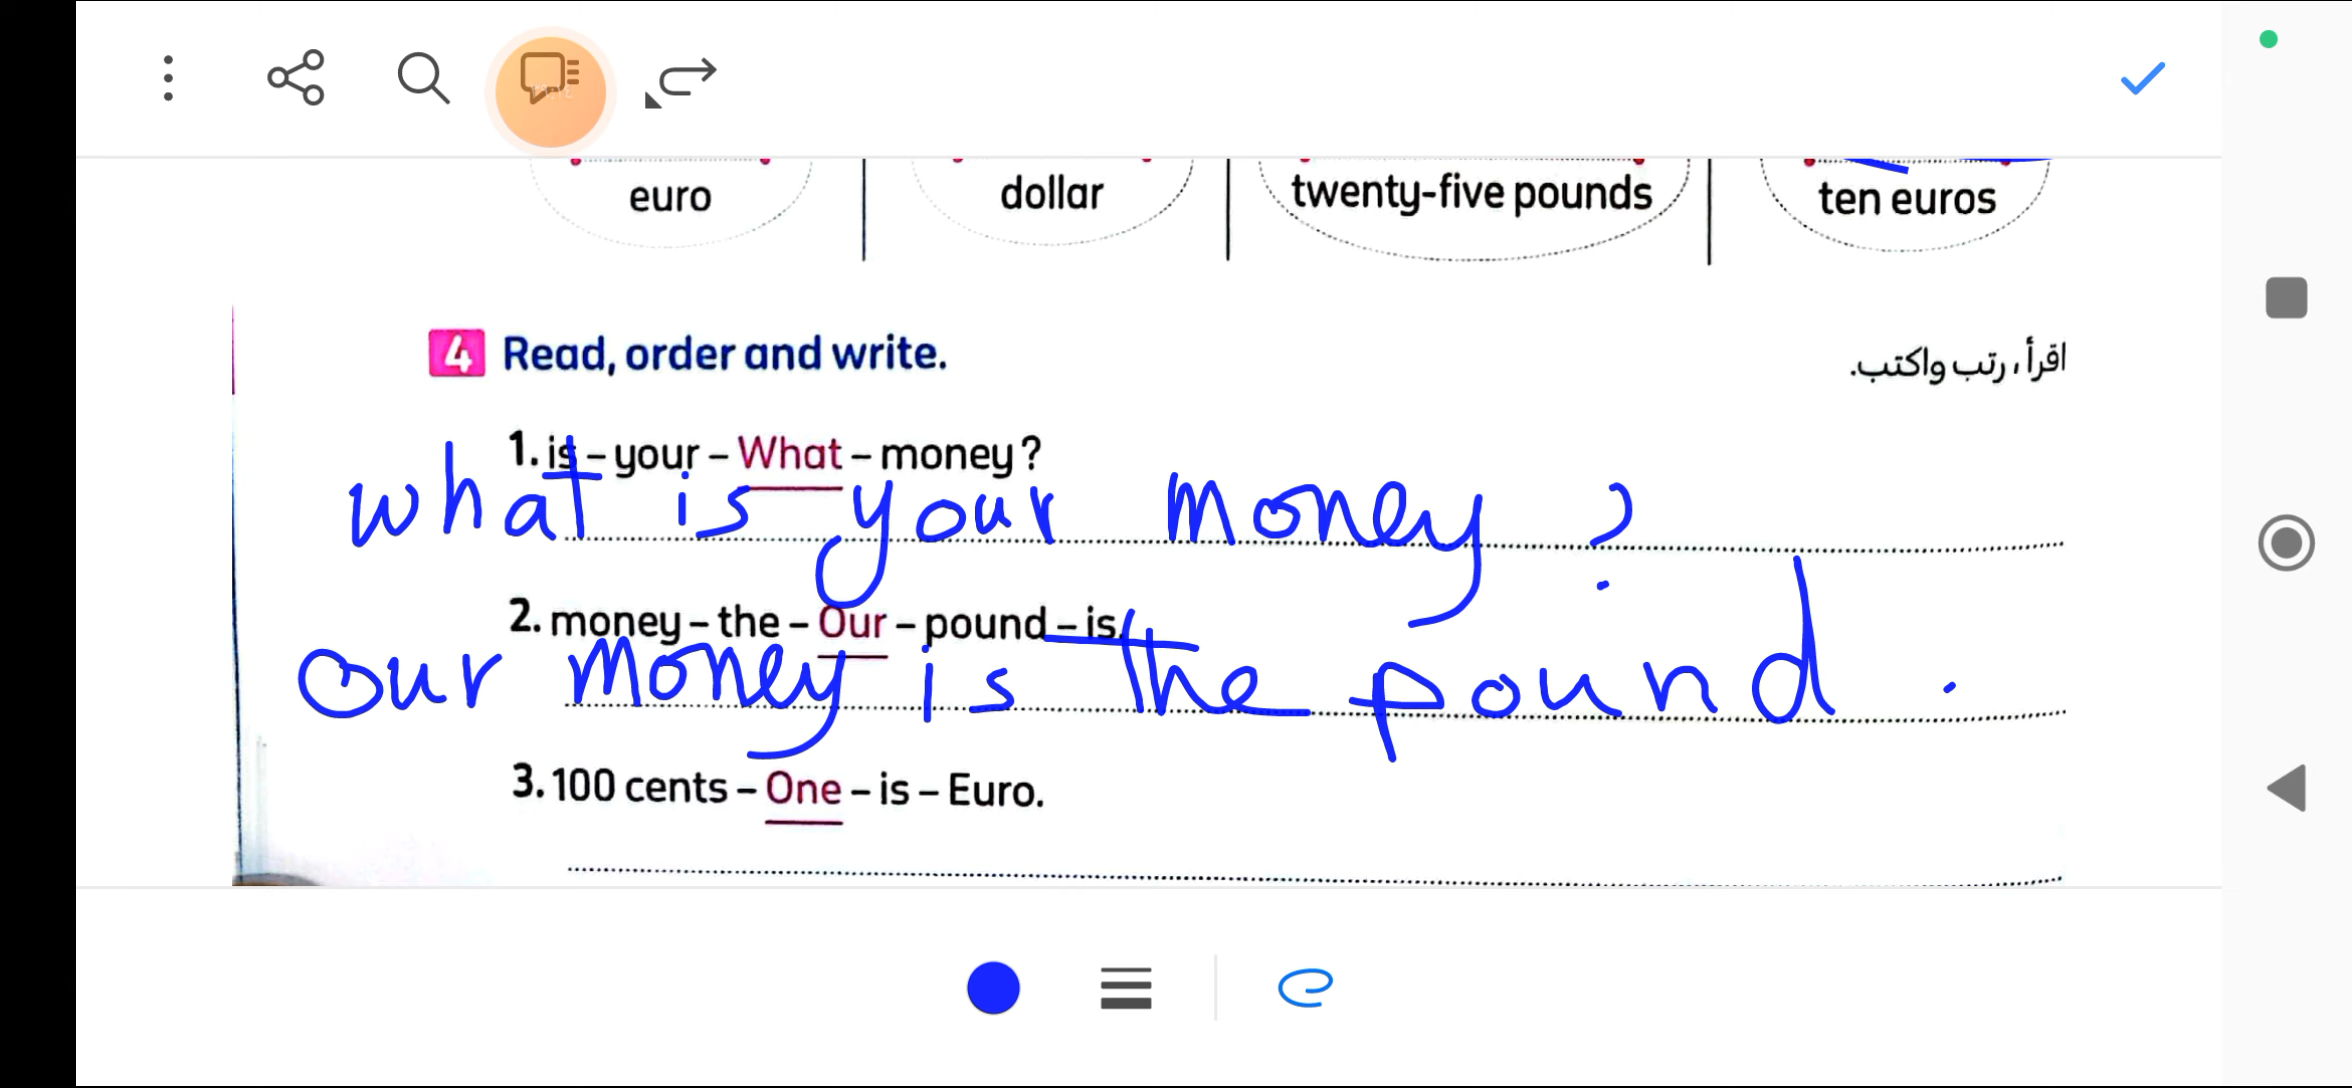 euro dollar twenty-five pounds ten euros
4 Read, order and write. اقرأ، رتب واكتب.
1. is – your – What – money?
what is your money ?
2. money – the – Our – pound – is.
our money is the pound .
3. 100 cents – One – is – Euro.